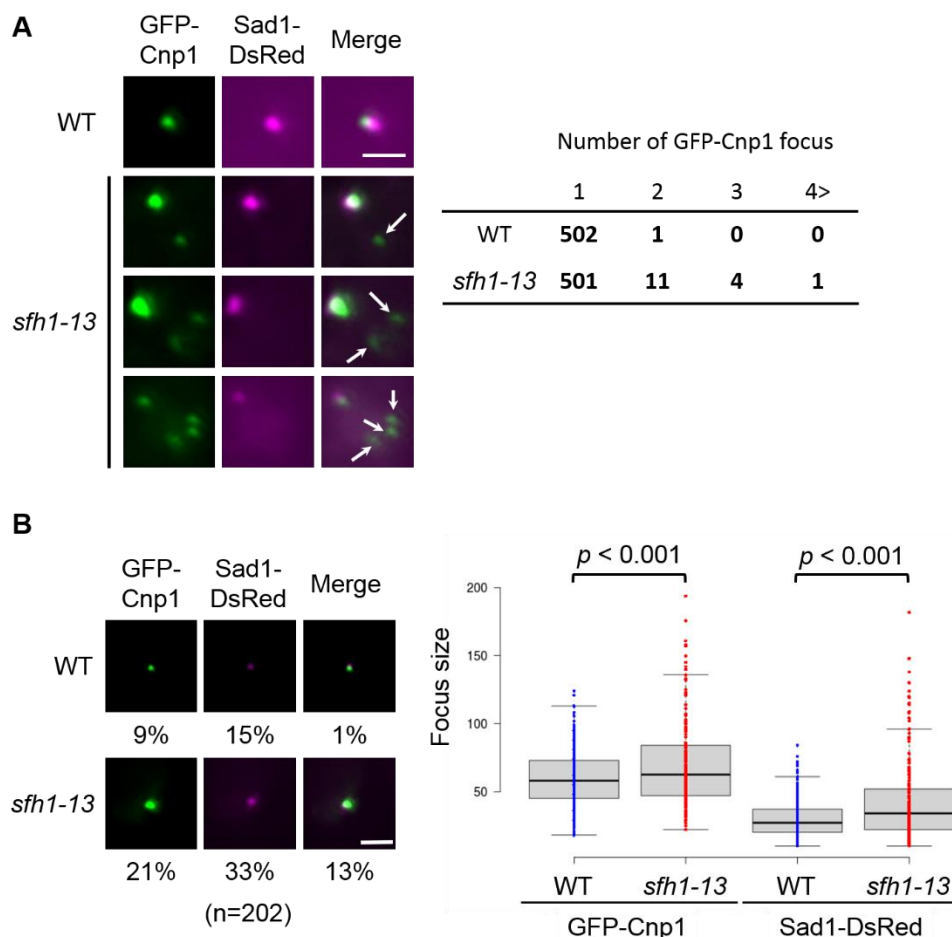 A
GFP-
Cnp1
Sad1-
DsRed
Merge
WT
sfh1-13
Number of GFP-Cnp1 focus
1 2 3 4>
WT 502 1 0 0
sfh1-13 501 11 4 1
B
GFP-
Cnp1
Sad1-
DsRed
Merge
WT
9% 15% 1%
sfh1-13
21% 33% 13%
(n=202)
p < 0.001 p < 0.001
Focus size
200
150
100
50
WT sfh1-13 WT sfh1-13
GFP-Cnp1 Sad1-DsRed